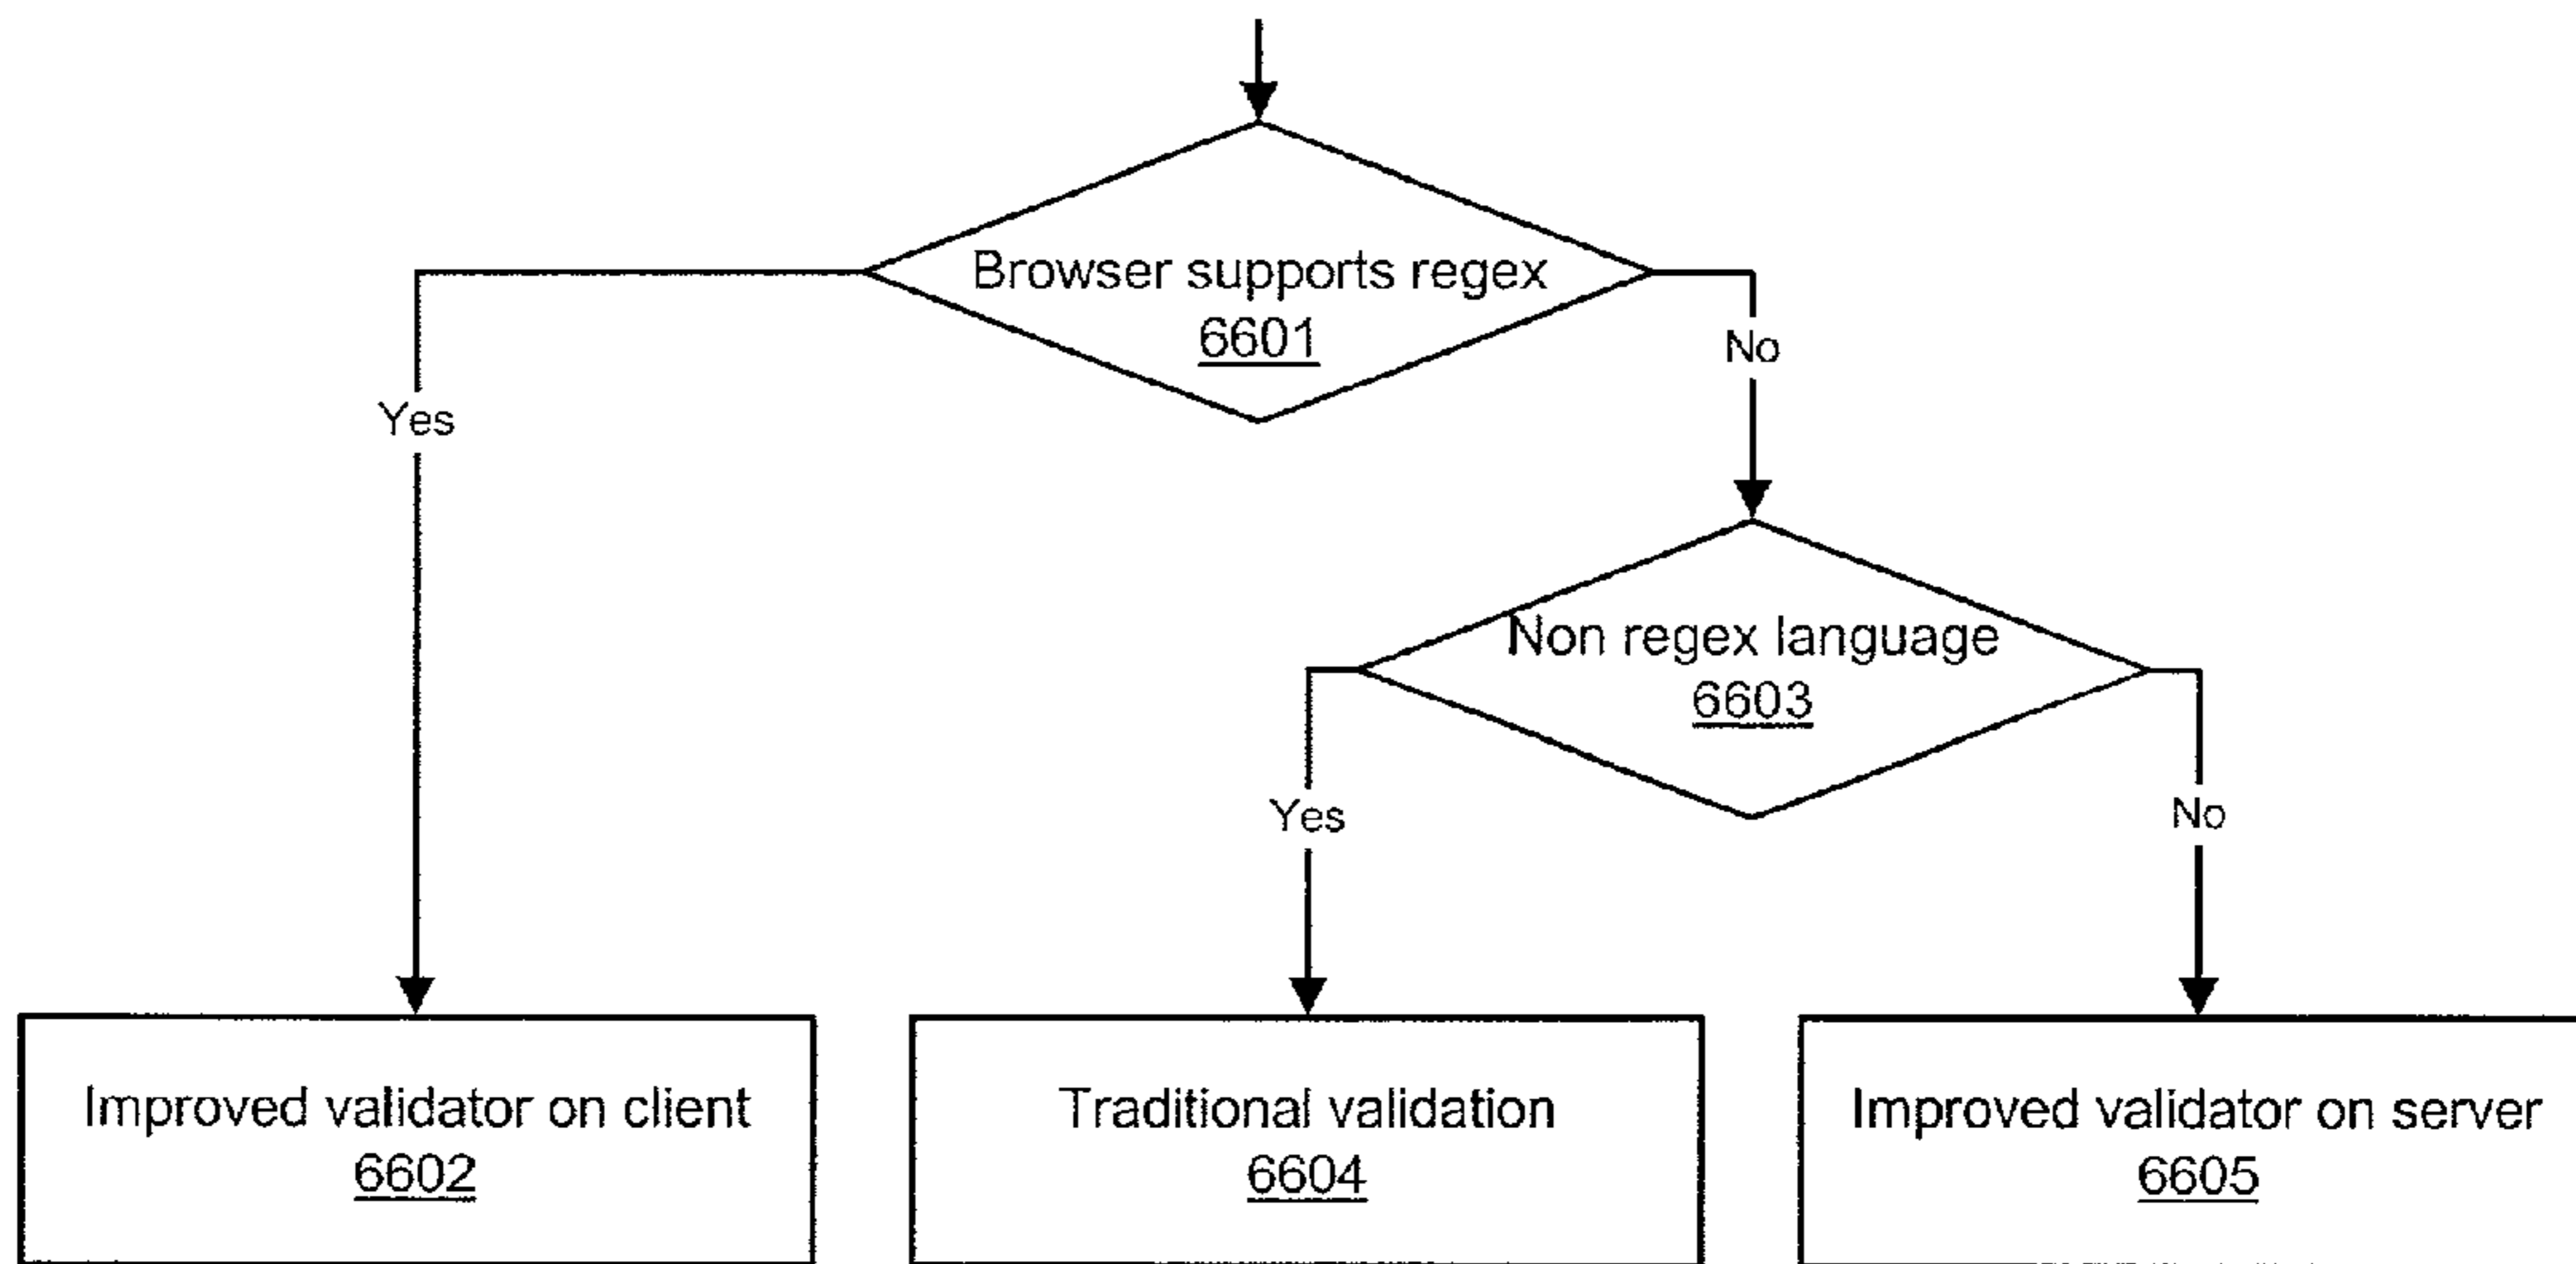 Browser supports regex
6601
Yes
No
Non regex language
6603
Yes
No
Improved validator on client
6602
Traditional validation
6604
Improved validator on server
6605